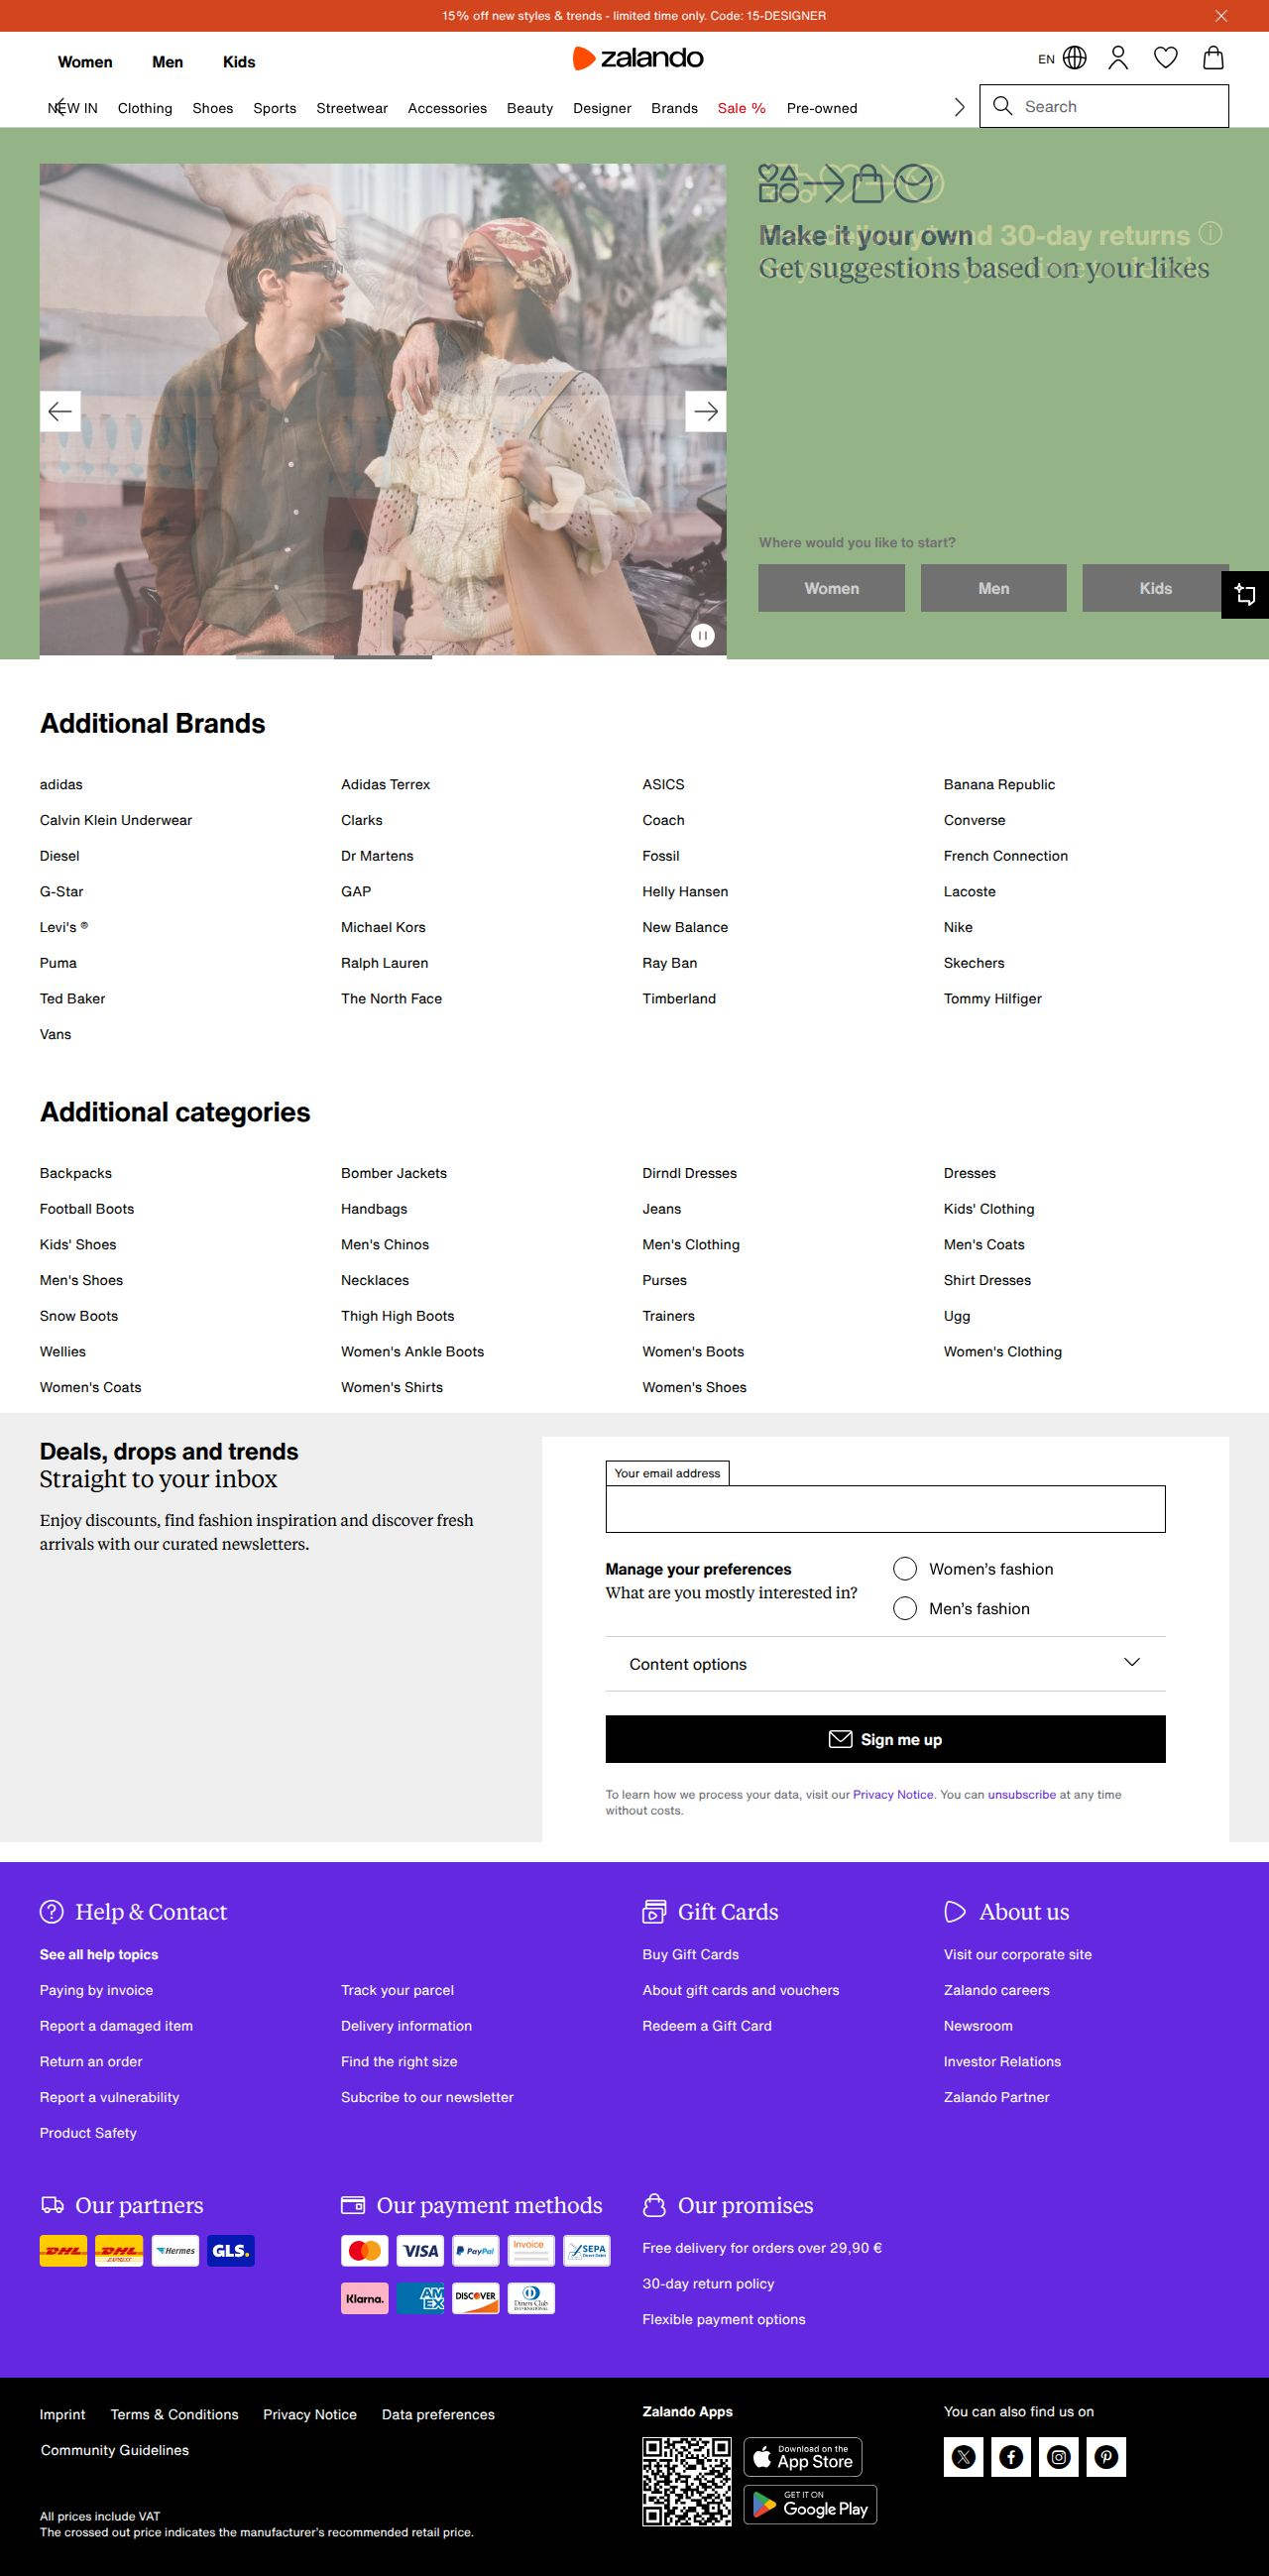 15% off new styles & trends - limited time only. Code: 15-DESIGNER
Women Men Kids
zalando
EN
NEW IN Clothing Shoes Sports Streetwear Accessories Beauty Designer Brands Sale % Pre-owned
Search
Make it your own
and 30-day returns
Get suggestions based on your likes
Where would you like to start?
Women Men Kids
Additional Brands
adidas Adidas Terrex ASICS Banana Republic
Calvin Klein Underwear Clarks Coach Converse
Diesel Dr Martens Fossil French Connection
G-Star GAP Helly Hansen Lacoste
Levi's ® Michael Kors New Balance Nike
Puma Ralph Lauren Ray Ban Skechers
Ted Baker The North Face Timberland Tommy Hilfiger
Vans
Additional categories
Backpacks Bomber Jackets Dirndl Dresses Dresses
Football Boots Handbags Jeans Kids' Clothing
Kids' Shoes Men's Chinos Men's Clothing Men's Coats
Men's Shoes Necklaces Purses Shirt Dresses
Snow Boots Thigh High Boots Trainers Ugg
Wellies Women's Ankle Boots Women's Boots Women's Clothing
Women's Coats Women's Shirts Women's Shoes
Deals, drops and trends
Straight to your inbox
Enjoy discounts, find fashion inspiration and discover fresh
arrivals with our curated newsletters.
Your email address
Manage your preferences
What are you mostly interested in?
Women’s fashion
Men’s fashion
Content options
Sign me up
To learn how we process your data, visit our Privacy Notice. You can unsubscribe at any time
without costs.
Help & Contact
See all help topics
Paying by invoice Track your parcel
Report a damaged item Delivery information
Return an order Find the right size
Report a vulnerability Subcribe to our newsletter
Product Safety
Gift Cards
Buy Gift Cards
About gift cards and vouchers
Redeem a Gift Card
About us
Visit our corporate site
Zalando careers
Newsroom
Investor Relations
Zalando Partner
Our partners
DHL DHL EXPRESS Hermes GLS.
Our payment methods
VISA PayPal Invoice SEPA Direct Debit
Klarna. AMEX DISCOVER Diners Club INTERNATIONAL
Our promises
Free delivery for orders over 29,90 €
30-day return policy
Flexible payment options
Imprint Terms & Conditions Privacy Notice Data preferences
Community Guidelines
All prices include VAT
The crossed out price indicates the manufacturer’s recommended retail price.
Zalando Apps
Download on the
App Store
GET IT ON
Google Play
You can also find us on